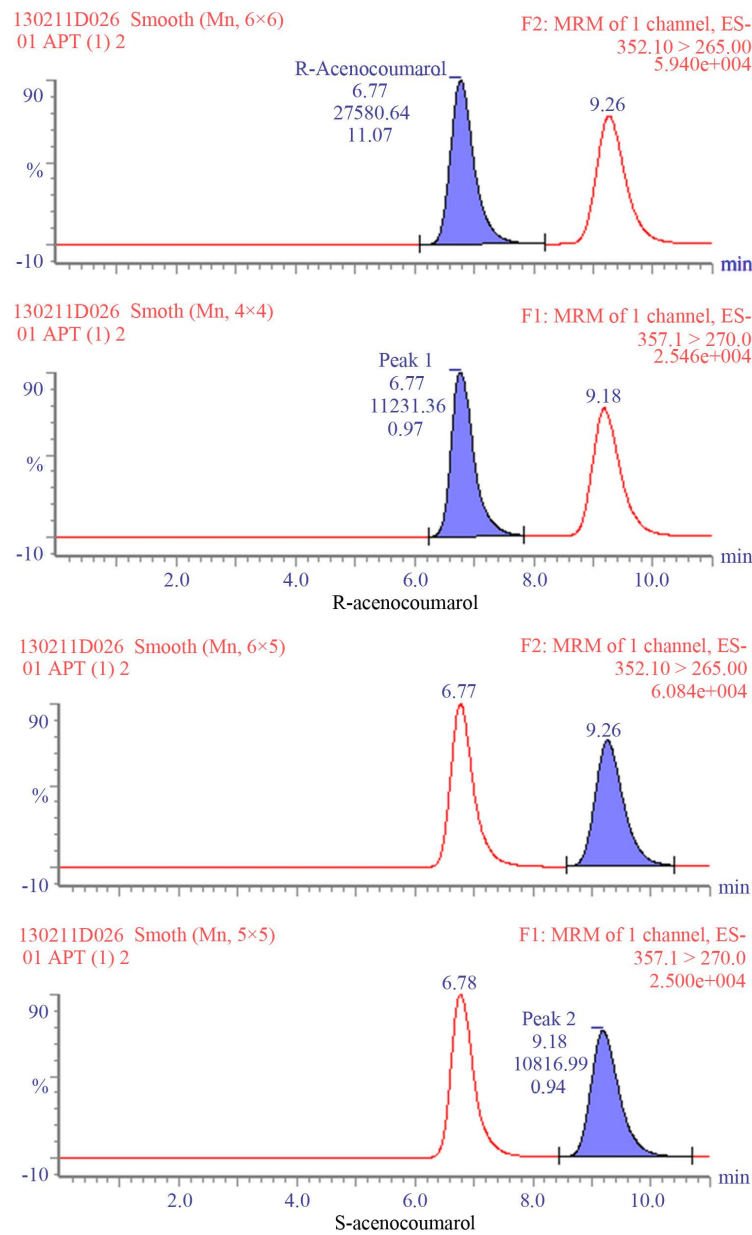 130211D026 Smooth (Mn, 6×6)
01 APT (1) 2
F2: MRM of 1 channel, ES-
352.10 > 265.00
5.940e+004
R-Acenocoumarol
6.77
27580.64
11.07
9.26
90
%
-10
min
130211D026 Smoth (Mn, 4×4)
01 APT (1) 2
F1: MRM of 1 channel, ES-
357.1 > 270.0
2.546e+004
Peak 1
6.77
11231.36
0.97
9.18
90
%
-10
min
2.0 4.0 6.0 8.0 10.0
R-acenocoumarol
130211D026 Smooth (Mn, 6×5)
01 APT (1) 2
F2: MRM of 1 channel, ES-
352.10 > 265.00
6.084e+004
6.77
9.26
90
%
-10
min
130211D026 Smoth (Mn, 5×5)
01 APT (1) 2
F1: MRM of 1 channel, ES-
357.1 > 270.0
2.500e+004
6.78
Peak 2
9.18
10816.99
0.94
90
%
-10
min
2.0 4.0 6.0 8.0 10.0
S-acenocoumarol